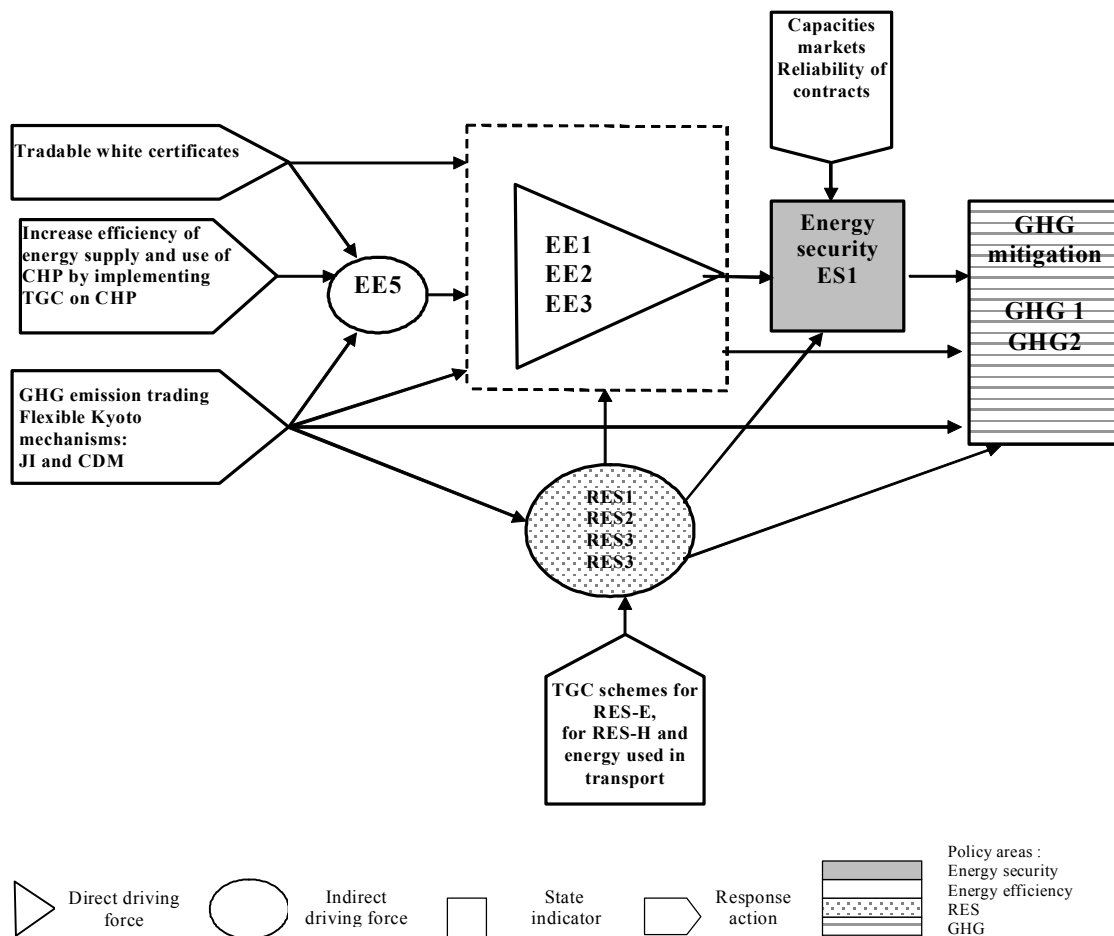 Capacities
markets
Reliability of
contracts
Tradable white certificates
Increase efficiency of
energy supply and use of
CHP by implementing
TGC on CHP
EE5
EE1
EE2
EE3
Energy
security
ES1
GHG
mitigation
GHG 1
GHG2
GHG emission trading
Flexible Kyoto
mechanisms:
JI and CDM
RES1
RES2
RES3
RES3
TGC schemes for
RES-E,
for RES-H and
energy used in
transport
Direct driving
force
Indirect
driving force
State
indicator
Response
action
Policy areas :
Energy security
Energy efficiency
RES
GHG